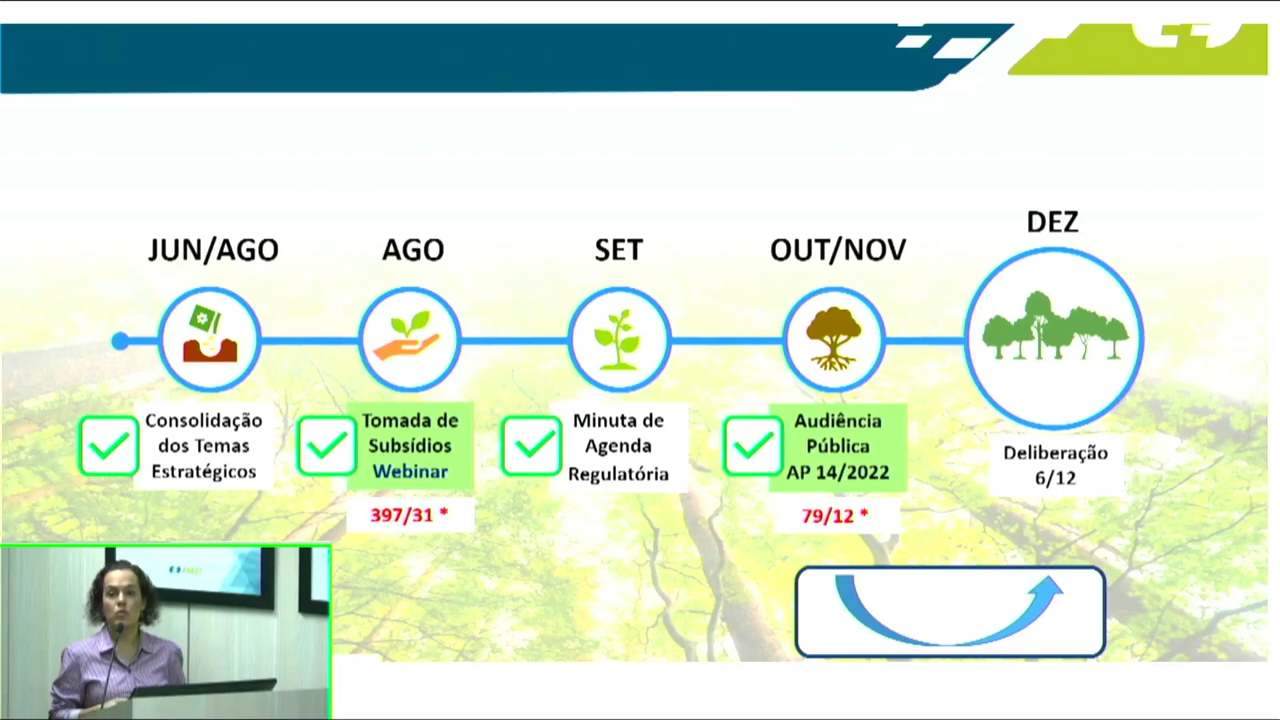 JUN/AGO
AGO
SET
OUT/NOV
DEZ
Consolidação
dos Temas
Estratégicos
Tomada de
Subsídios
Webinar
397/31 *
Minuta de
Agenda
Regulatória
Audiência
Pública
AP 14/2022
79/12 *
Deliberação
6/12